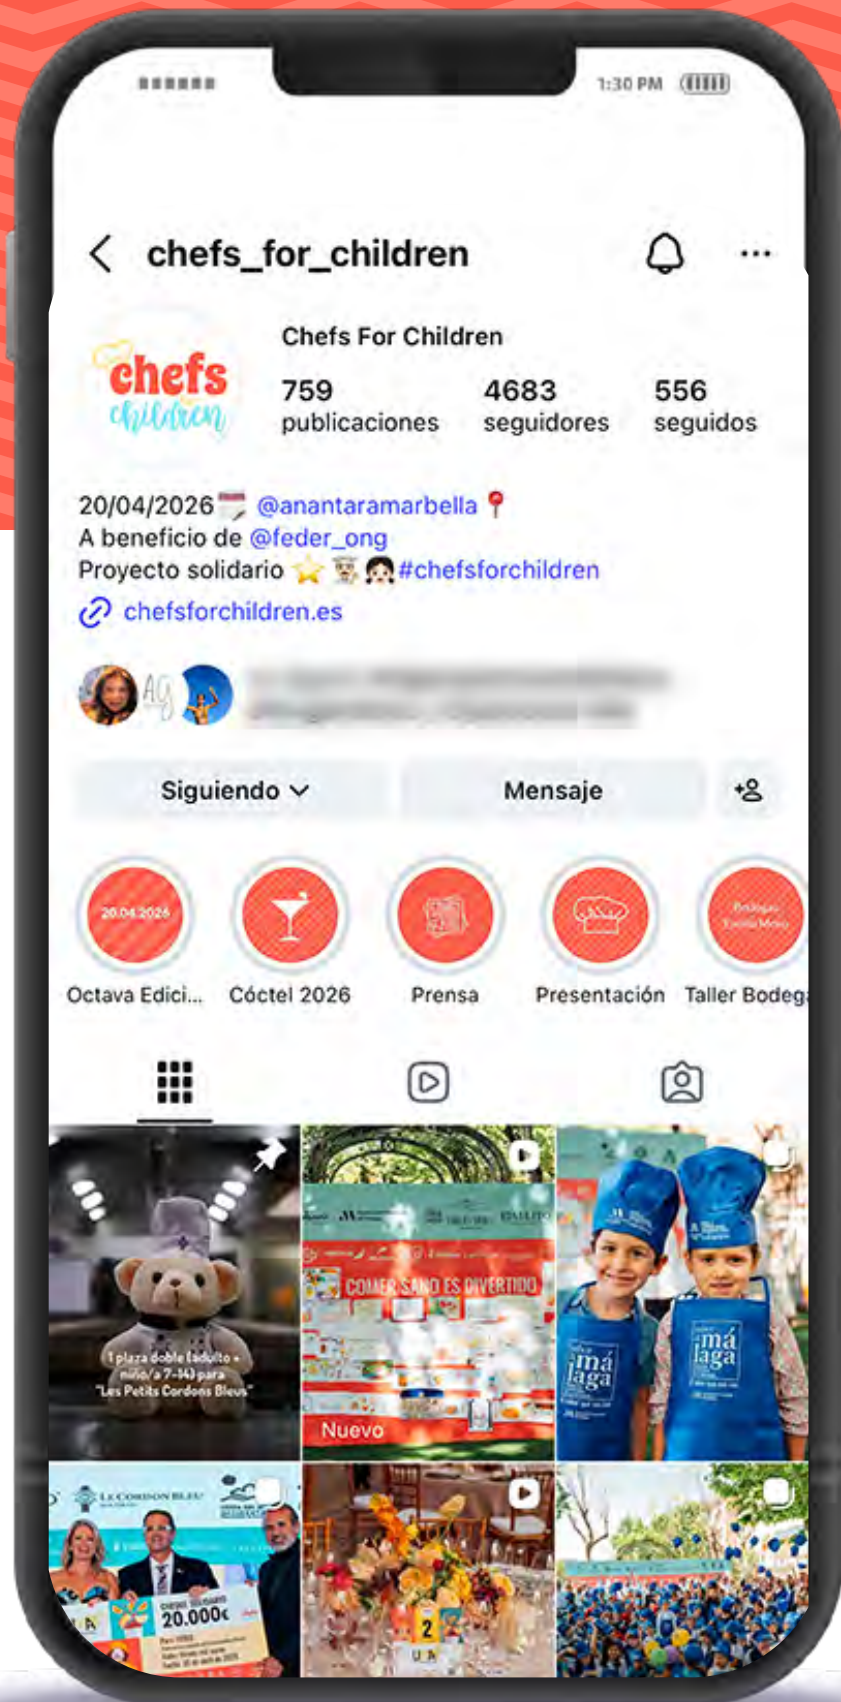 1:30 PM
chefs_for_children
chefs
children
Chefs For Children
759 4683 556
publicaciones seguidores seguidos
20/04/2026 @anantaramarbella
A beneficio de @feder_ong
Proyecto solidario #chefsforchildren
chefsforchildren.es
AG
Siguiendo Mensaje
20.04.2026
Octava Edici... Cóctel 2026 Prensa Presentación Taller Bodega
1 plaza doble (adulto +
niño/a 7-14) para
"Les Petits Cordons Bleus"
COMER SANO ES DIVERTIDO
Nuevo
má
laga
má
laga
LE CORDON BLEU
20.000€
2